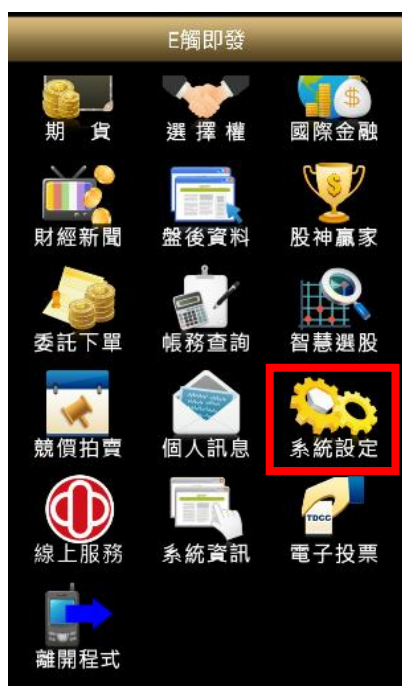 E觸即發
期 貨 選擇權 國際金融
財經新聞 盤後資料 股神贏家
委託下單 帳務查詢 智慧選股
競價拍賣 個人訊息 系統設定
TDCC
線上服務 系統資訊 電子投票
離開程式